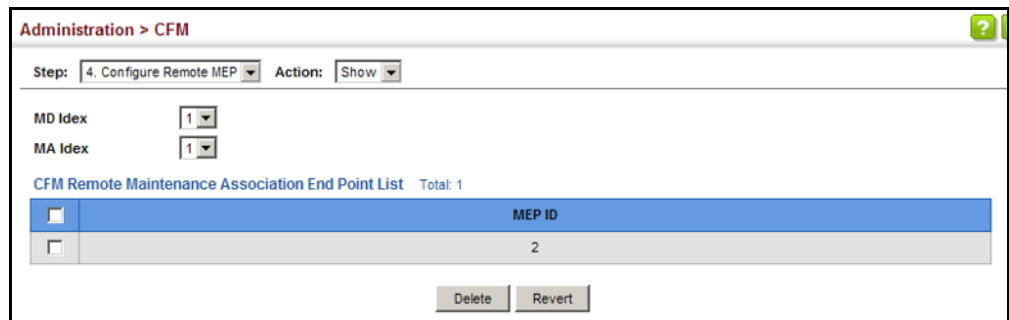 Administration > CFM
?
Step: 4. Configure Remote MEP Action: Show
MD Idex 1
MA Idex 1
CFM Remote Maintenance Association End Point List Total: 1
MEP ID
2
Delete Revert